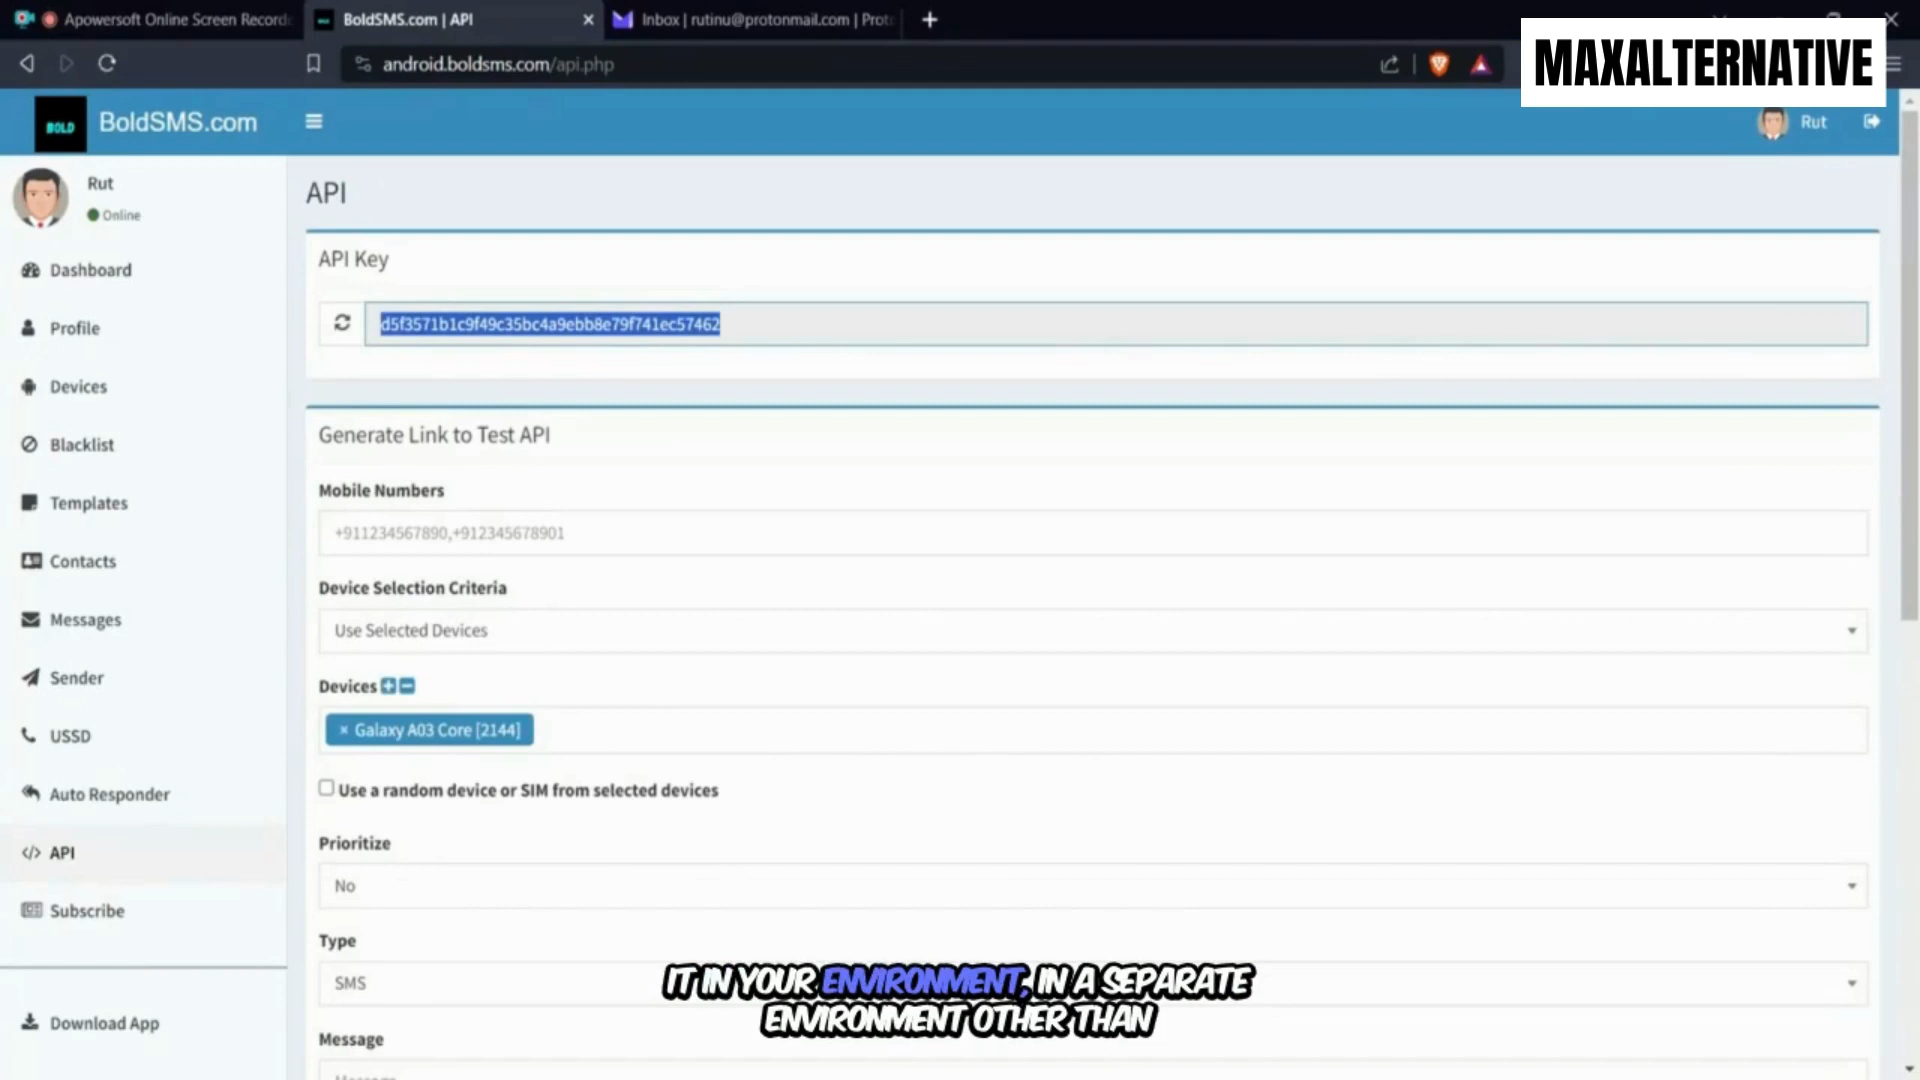 Apowersoft Online Screen Record
BoldSMS.com | API
Inbox | rutinu@protonmail.com | Prot
android.boldsms.com/api.php
MAXALTERNATIVE
BOLD
BoldSMS.com
Rut
Rut
Online
Dashboard
Profile
Devices
Blacklist
Templates
Contacts
Messages
Sender
USSD
Auto Responder
API
Subscribe
Download App
API
API Key
d5f3571b1c9f49c35bc4a9ebb8e79f741ec57462
Generate Link to Test API
Mobile Numbers
+911234567890,+912345678901
Device Selection Criteria
Use Selected Devices
Devices
× Galaxy A03 Core [2144]
Use a random device or SIM from selected devices
Prioritize
No
Type
SMS
IT IN YOUR ENVIRONMENT, IN A SEPARATE
ENVIRONMENT OTHER THAN
Message
Message